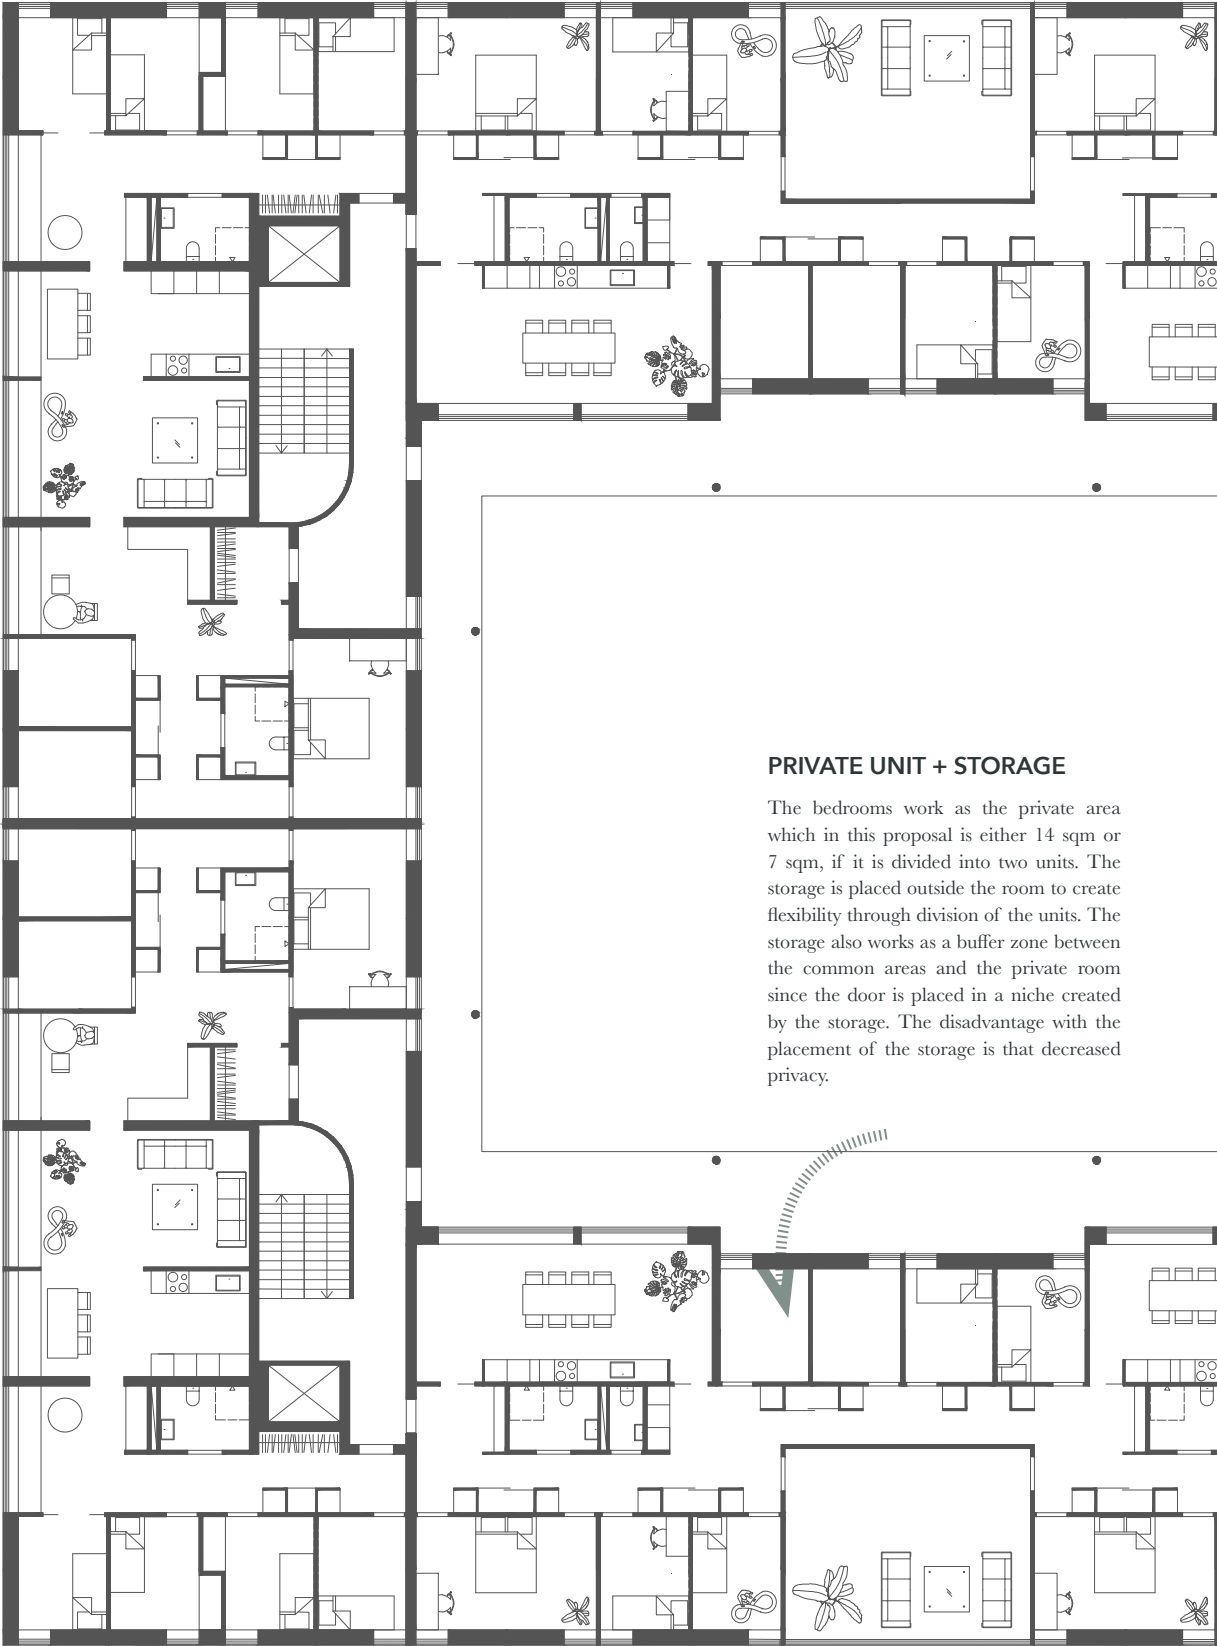 PRIVATE UNIT + STORAGE
The bedrooms work as the private area
which in this proposal is either 14 sqm or
7 sqm, if it is divided into two units. The
storage is placed outside the room to create
flexibility through division of the units. The
storage also works as a buffer zone between
the common areas and the private room
since the door is placed in a niche created
by the storage. The disadvantage with the
placement of the storage is that decreased
privacy.